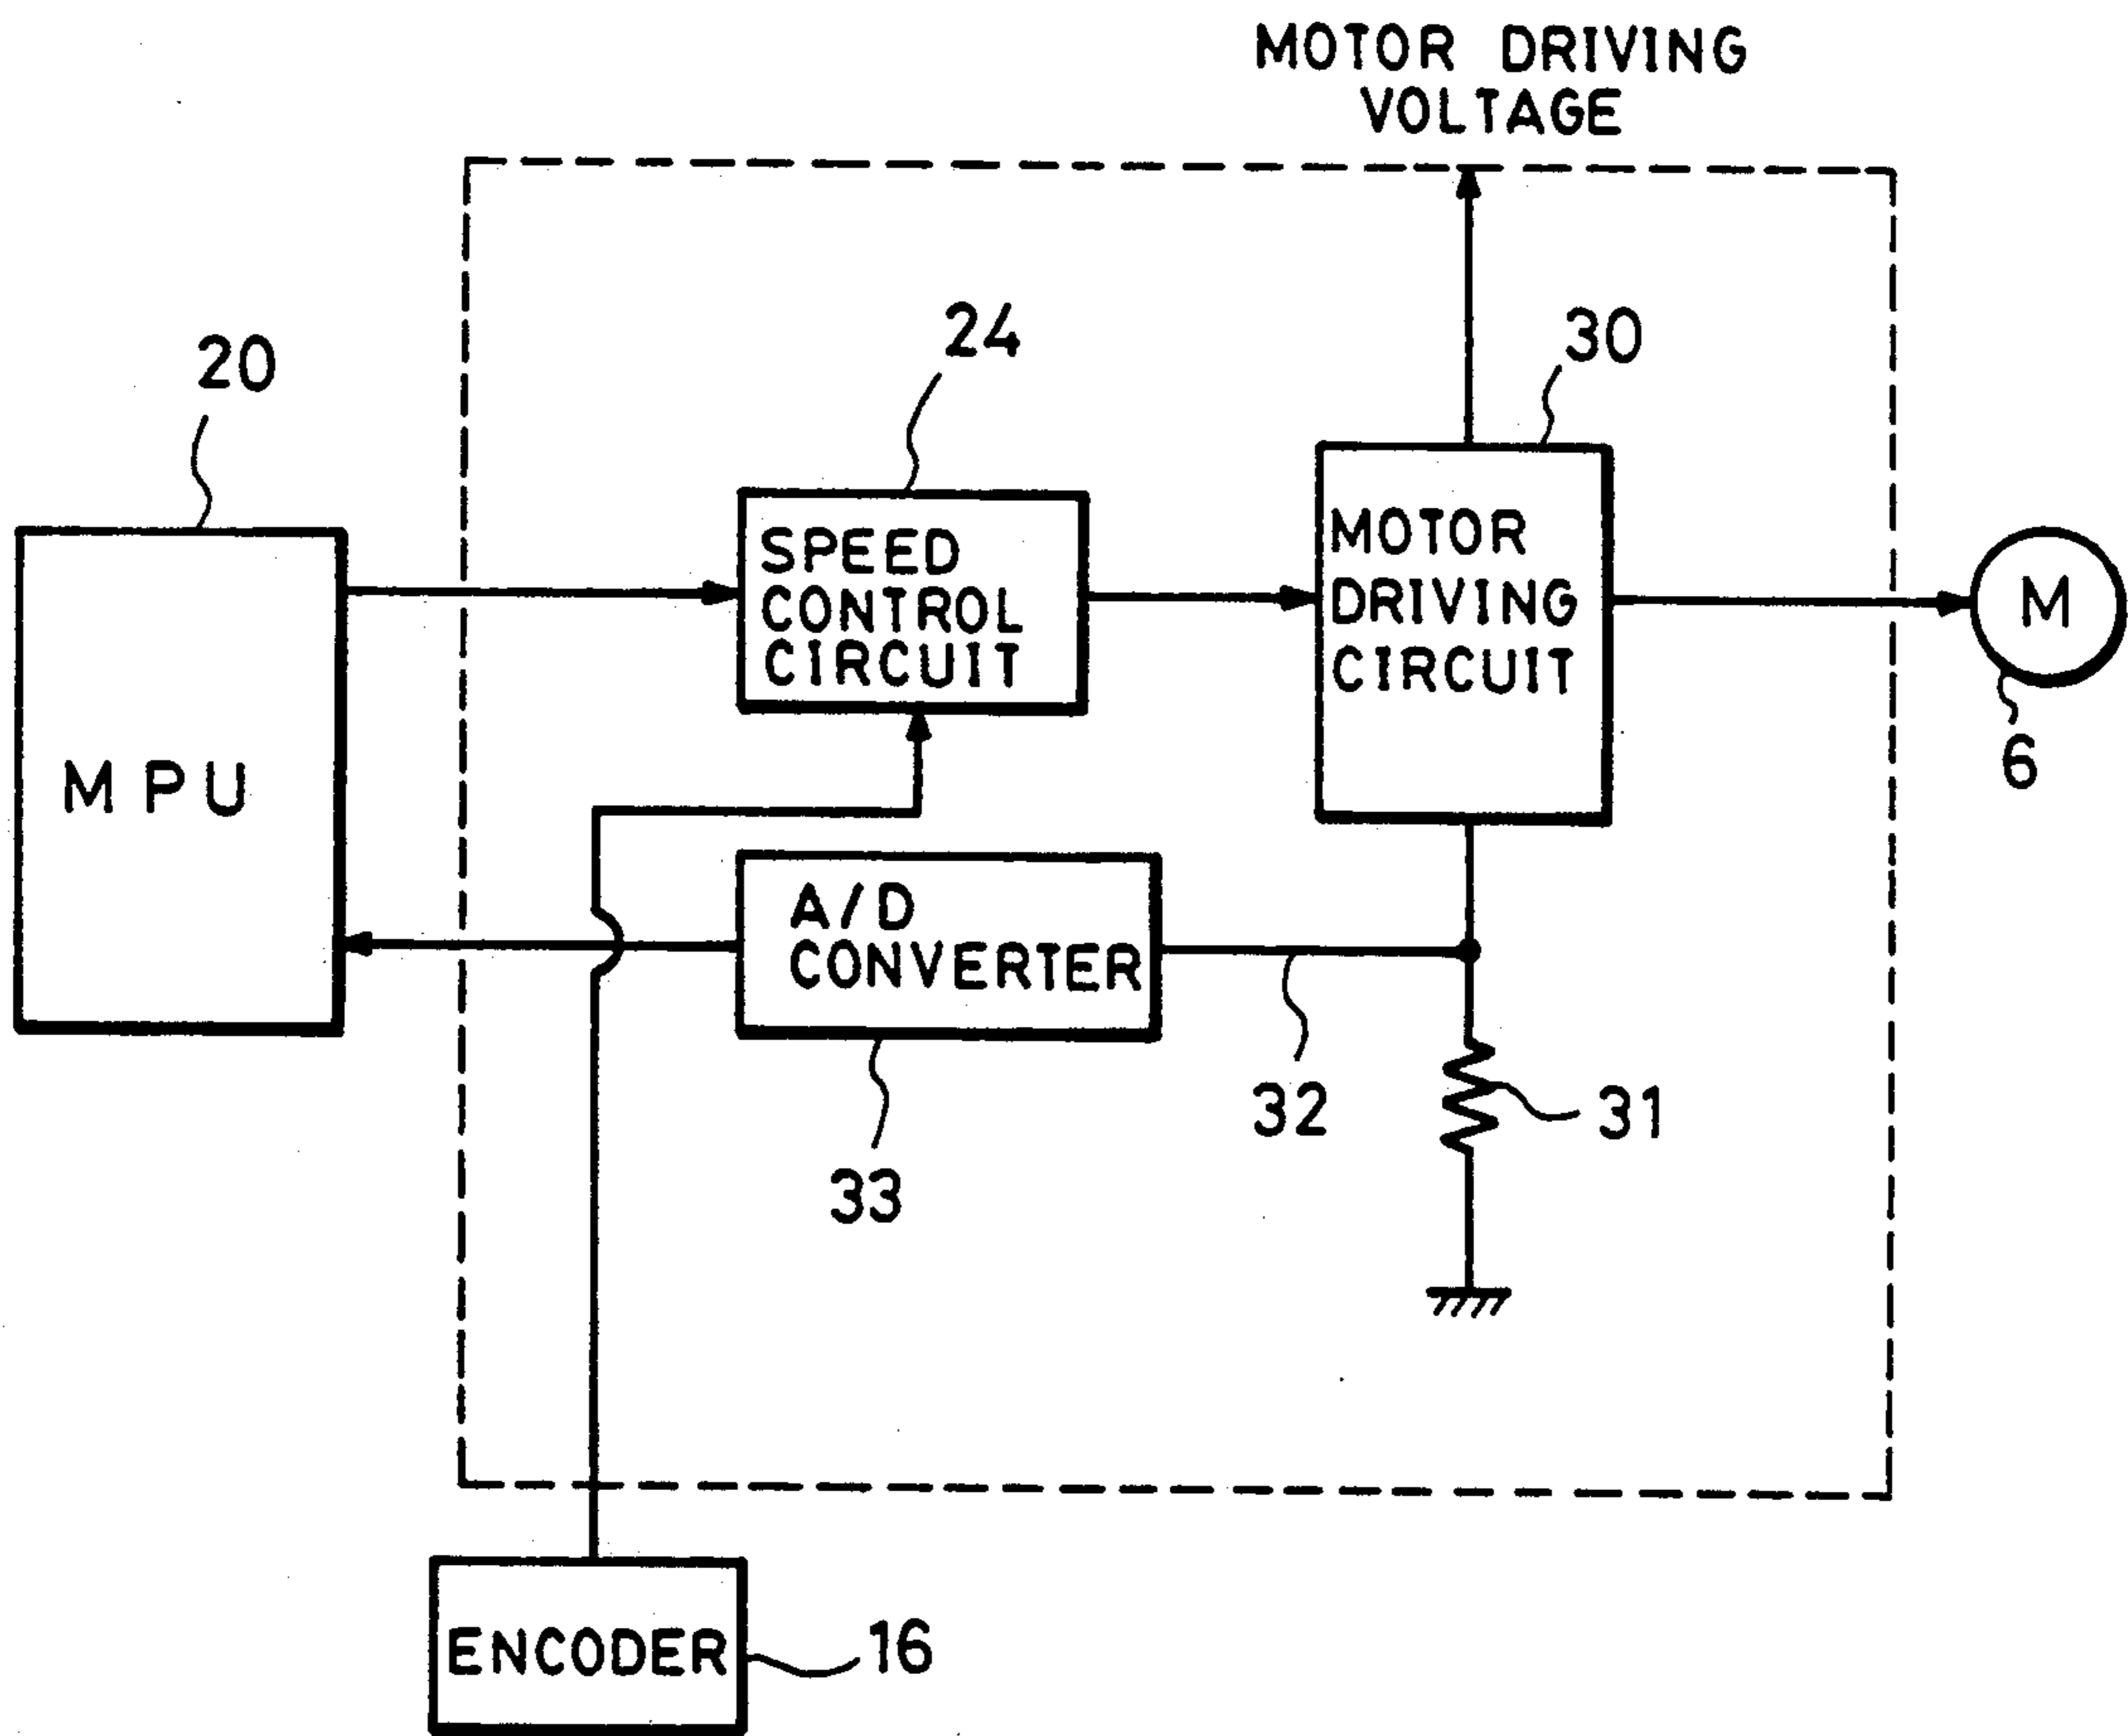 MOTOR DRIVING
VOLTAGE
20
24
30
SPEED
CONTROL
CIRCUIT
MOTOR
DRIVING
CIRCUIT
M
6
MPU
A/D
CONVERTER
32
31
33
ENCODER
16